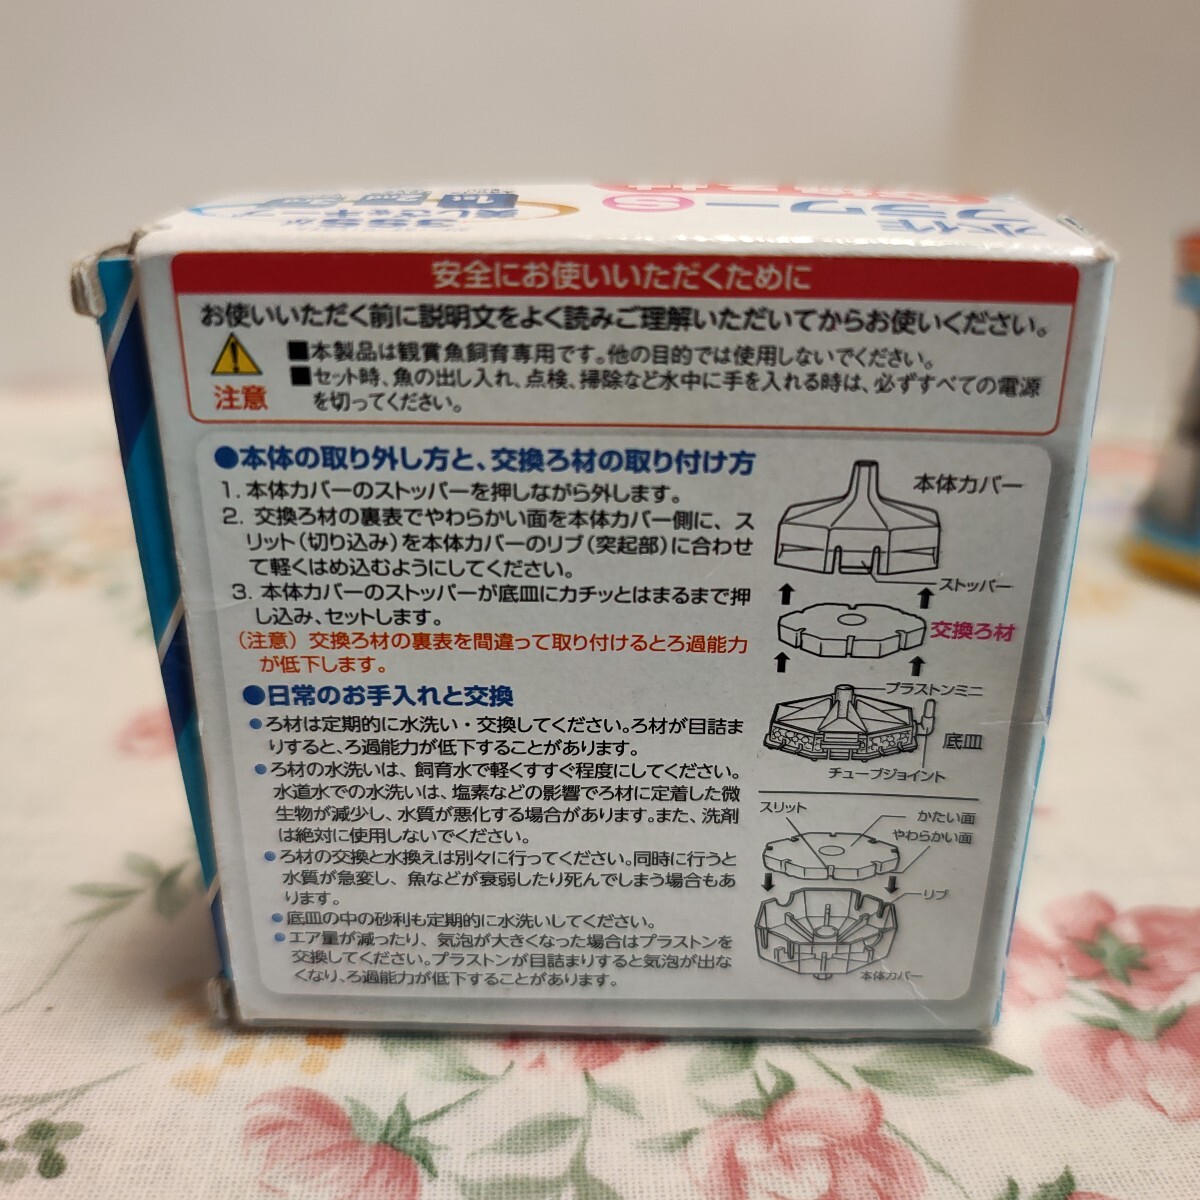 水作
フラワー S
1st
2nd
3rd
安全にお使いいただくために
お使いいただく前に説明文をよく読みご理解いただいてからお使いください。
注意
■本製品は観賞魚飼育専用です。他の目的では使用しないでください。
■セット時、魚の出し入れ、点検、掃除など水中に手を入れる時は、必ずすべての電源
を切ってください。
●本体の取り外し方と、交換ろ材の取り付け方
1. 本体カバーのストッパーを押しながら外します。
2. 交換ろ材の裏表でやわらかい面を本体カバー側に、ス
リット（切り込み）を本体カバーのリブ（突起部）に合わせ
て軽くはめ込むようにしてください。
3. 本体カバーのストッパーが底皿にカチッとはまるまで押
し込み、セットします。
（注意）交換ろ材の裏表を間違って取り付けるとろ過能力
が低下します。
●日常のお手入れと交換
●ろ材は定期的に水洗い・交換してください。ろ材が目詰ま
りすると、ろ過能力が低下することがあります。
●ろ材の水洗いは、飼育水で軽くすすぐ程度にしてください。
水道水での水洗いは、塩素などの影響でろ材に定着した微
生物が減少し、水質が悪化する場合があります。また、洗剤
は絶対に使用しないでください。
●ろ材の交換と水換えは別々に行ってください。同時に行うと
水質が急変し、魚などが衰弱したり死んでしまう場合もあ
ります。
●底皿の中の砂利も定期的に水洗いしてください。
●エア量が減ったり、気泡が大きくなった場合はプラストンを
交換してください。プラストンが目詰まりすると気泡が出な
くなり、ろ過能力が低下することがあります。
本体カバー
ストッパー
交換ろ材
プラストンミニ
底皿
チューブジョイント
スリット
かたい面
やわらかい面
リブ
本体カバー